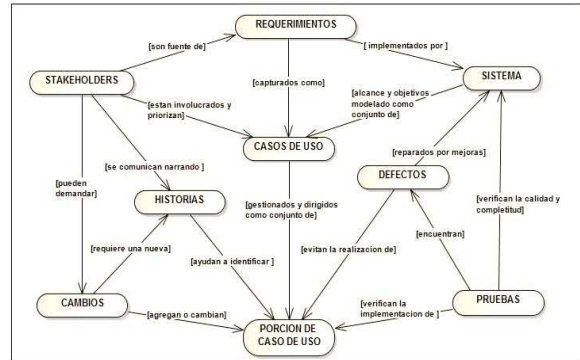 REQUERIMIENTOS
[son fuente de]
[ implementados por ]
STAKEHOLDERS
SISTEMA
[capturados como]
[estan involucrados y
priorizan]
[alcance y objetivos
modelado como
conjunto de]
CASOS DE USO
[se comunican narrando ]
[reparados por mejoras]
[pueden
demandar]
HISTORIAS
DEFECTOS
[verifican la calidad y
completitud]
[gestionados y dirigidos
como conjunto de]
[requiere una nueva]
[encuentran]
[ayudan a identificar ]
[evitan la realizacion de]
CAMBIOS
PRUEBAS
[agregan o cambian]
[verifican la
implementacion de ]
PORCION DE
CASO DE USO